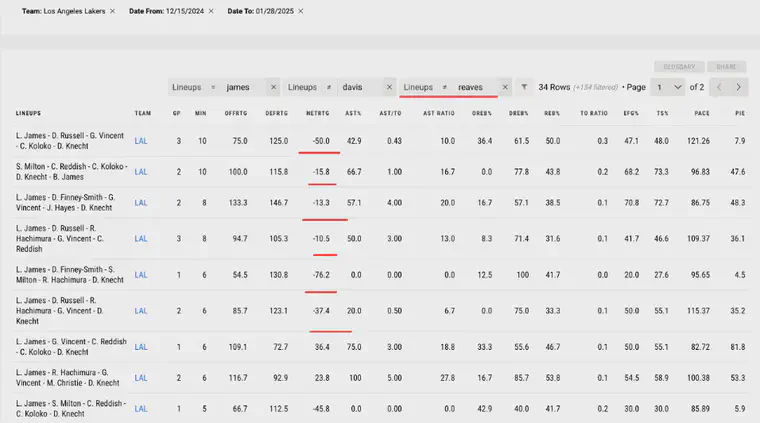 Team: Los Angeles Lakers × Date From: 12/15/2024 × Date To: 01/28/2025 ×
GLOSSARY SHARE
Lineups = james × Lineups ≠ davis × Lineups ≠ reaves × 34 Rows (+154 filtered) • Page 1 of 2 < >
LINEUPS TEAM GP MIN OFFRTG DEFRTG NETRTG AST% AST/TO AST RATIO OREB% DREB% REB% TO RATIO EFG% TS% PACE PIE
L. James - D. Russell - G. Vincent
- C. Koloko - D. Knecht LAL 3 10 75.0 125.0 -50.0 42.9 0.43 10.0 36.4 61.5 50.0 0.3 47.1 48.0 121.26 7.9
S. Milton - C. Reddish - C. Koloko -
D. Knecht - B. James LAL 2 10 100.0 115.8 -15.8 66.7 1.00 16.7 0.0 77.8 43.8 0.2 68.2 73.3 96.83 47.6
L. James - D. Finney-Smith - G.
Vincent - J. Hayes - D. Knecht LAL 2 8 133.3 146.7 -13.3 57.1 4.00 20.0 16.7 57.1 38.5 0.1 70.8 72.7 86.75 48.3
L. James - D. Russell - R.
Hachimura - G. Vincent - C.
Reddish LAL 3 8 94.7 105.3 -10.5 50.0 3.00 13.0 8.3 71.4 31.6 0.1 41.7 46.6 109.37 36.1
L. James - D. Finney-Smith - S.
Milton - R. Hachimura - D. Knecht LAL 1 6 54.5 130.8 -76.2 0.0 0.00 0.0 12.5 100 41.7 0.0 20.0 27.6 95.65 4.5
L. James - D. Russell - R.
Hachimura - G. Vincent - D.
Knecht LAL 2 6 85.7 123.1 -37.4 20.0 0.50 6.7 0.0 75.0 33.3 0.1 50.0 55.1 115.37 35.2
L. James - G. Vincent - C. Reddish
- C. Koloko - D. Knecht LAL 1 6 109.1 72.7 36.4 75.0 3.00 18.8 33.3 55.6 46.7 0.1 50.0 55.1 82.72 81.8
L. James - R. Hachimura - G.
Vincent - M. Christie - D. Knecht LAL 2 6 116.7 92.9 23.8 100 5.00 27.8 16.7 85.7 53.8 0.1 54.5 58.9 100.38 53.3
L. James - S. Milton - C. Reddish -
C. Koloko - D. Knecht LAL 1 5 66.7 112.5 -45.8 0.0 0.00 0.0 42.9 40.0 41.7 0.2 30.0 30.0 85.89 5.9